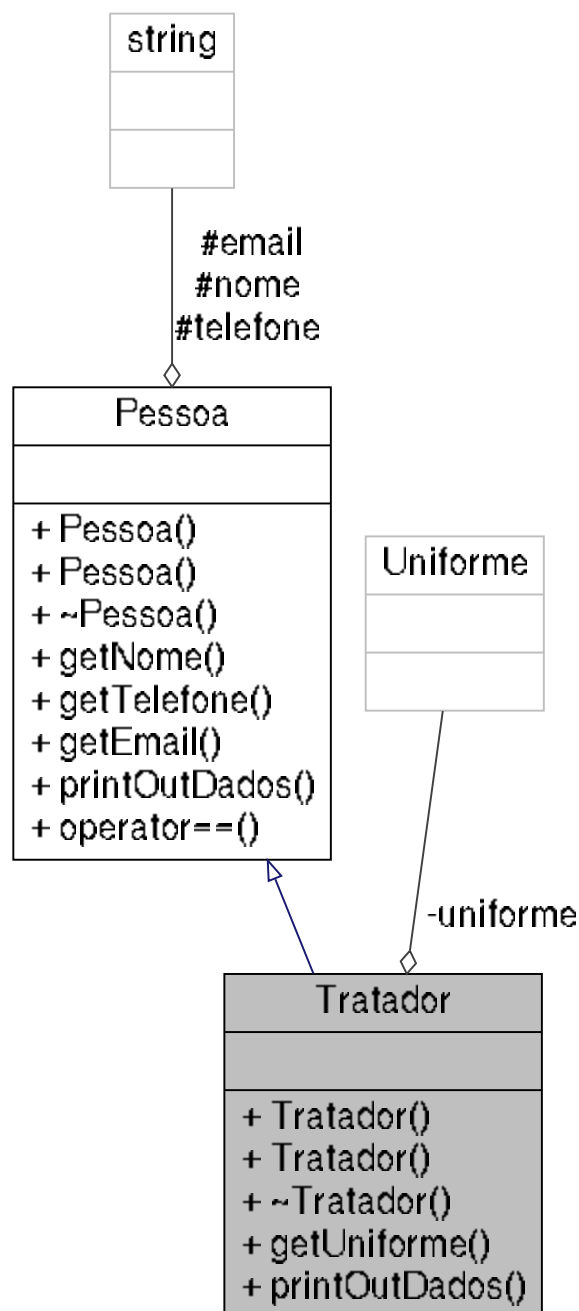 string
#email
#nome
#telefone
Pessoa
+ Pessoa()
+ Pessoa()
+ ~Pessoa()
+ getNome()
+ getTelefone()
+ getEmail()
+ printOutDados()
+ operator==()
Uniforme
-uniforme
Tratador
+ Tratador()
+ Tratador()
+ ~Tratador()
+ getUniforme()
+ printOutDados()